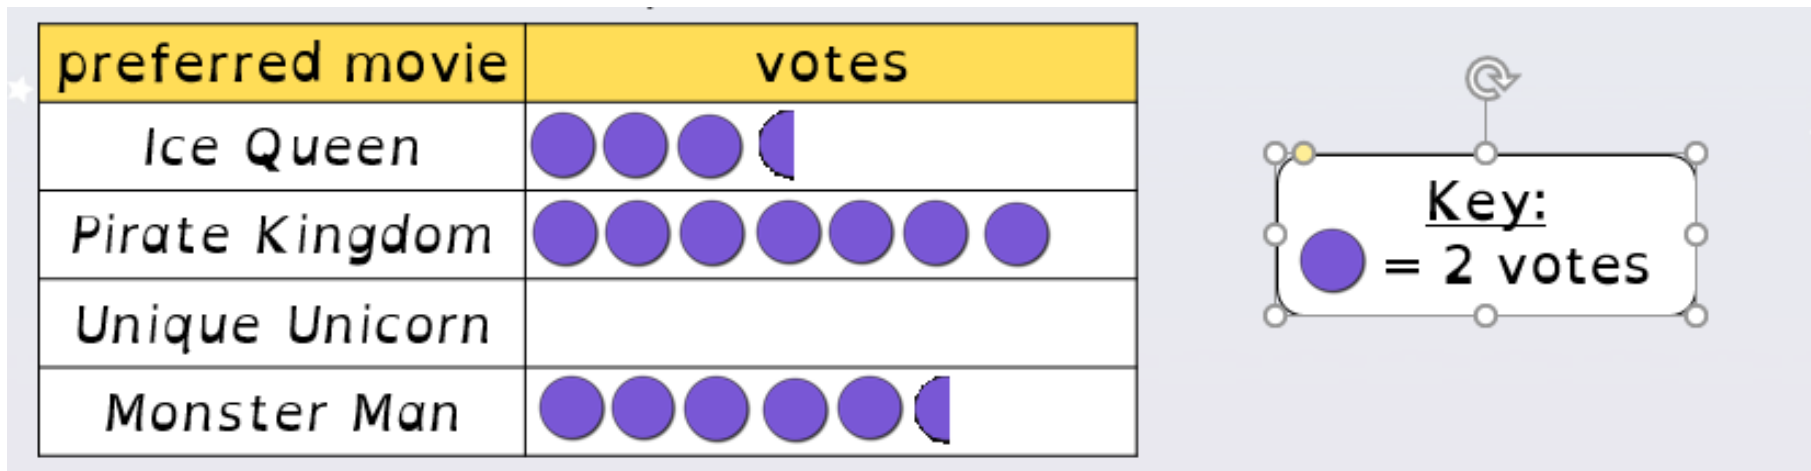 preferred movie votes
Ice Queen
Pirate Kingdom
Unique Unicorn
Monster Man
Key:
= 2 votes